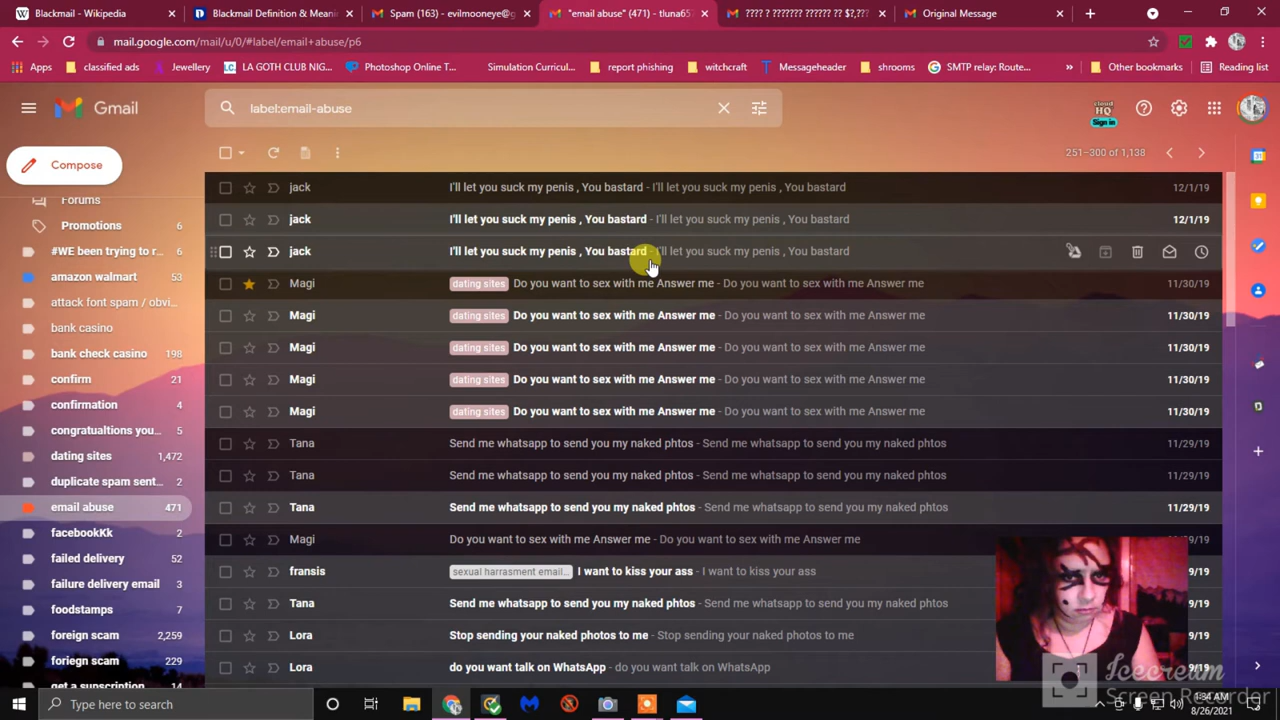 Blackmail - Wikipedia
Blackmail Definition & Meani
Spam (163) - evilmooneye@g
"email abuse" (471) - tluna657
???? ? ??????? ?????? ?? $?,???
Original Message
mail.google.com/mail/u/0/#label/email+abuse/p6
Apps
classified ads
Jewellery
LA GOTH CLUB NIG...
Photoshop Online T...
Simulation Curricul...
report phishing
witchcraft
Messageheader
shrooms
SMTP relay: Route...
Other bookmarks
Reading list
Gmail
label:email-abuse
cloud HQ
Sign in
Compose
251–300 of 1,138
Forums
Promotions 6
#WE been trying to r... 6
amazon walmart 53
attack font spam / obvi...
bank casino
bank check casino 198
confirm 21
confirmation 4
congratualtions you... 5
dating sites 1,472
duplicate spam sent... 2
email abuse 471
facebookKk 2
failed delivery 52
failure delivery email 3
foodstamps 7
foreign scam 2,259
foriegn scam 229
get a subscription 14
jack I'll let you suck my penis , You bastard - I'll let you suck my penis , You bastard 12/1/19
jack I'll let you suck my penis , You bastard - I'll let you suck my penis , You bastard 12/1/19
jack I'll let you suck my penis , You bastard - I'll let you suck my penis , You bastard
Magi dating sites Do you want to sex with me Answer me - Do you want to sex with me Answer me 11/30/19
Magi dating sites Do you want to sex with me Answer me - Do you want to sex with me Answer me 11/30/19
Magi dating sites Do you want to sex with me Answer me - Do you want to sex with me Answer me 11/30/19
Magi dating sites Do you want to sex with me Answer me - Do you want to sex with me Answer me 11/30/19
Magi dating sites Do you want to sex with me Answer me - Do you want to sex with me Answer me 11/30/19
Tana Send me whatsapp to send you my naked phtos - Send me whatsapp to send you my naked phtos 11/29/19
Tana Send me whatsapp to send you my naked phtos - Send me whatsapp to send you my naked phtos 11/29/19
Tana Send me whatsapp to send you my naked phtos - Send me whatsapp to send you my naked phtos 11/29/19
Magi Do you want to sex with me Answer me - Do you want to sex with me Answer me
fransis sexual harrasment email... I want to kiss your ass - I want to kiss your ass
Tana Send me whatsapp to send you my naked phtos - Send me whatsapp to send you my naked phtos
Lora Stop sending your naked photos to me - Stop sending your naked photos to me
Lora do you want talk on WhatsApp - do you want talk on WhatsApp
Icecream
Screen Recorder
Type here to search
1:34 AM
8/26/2021